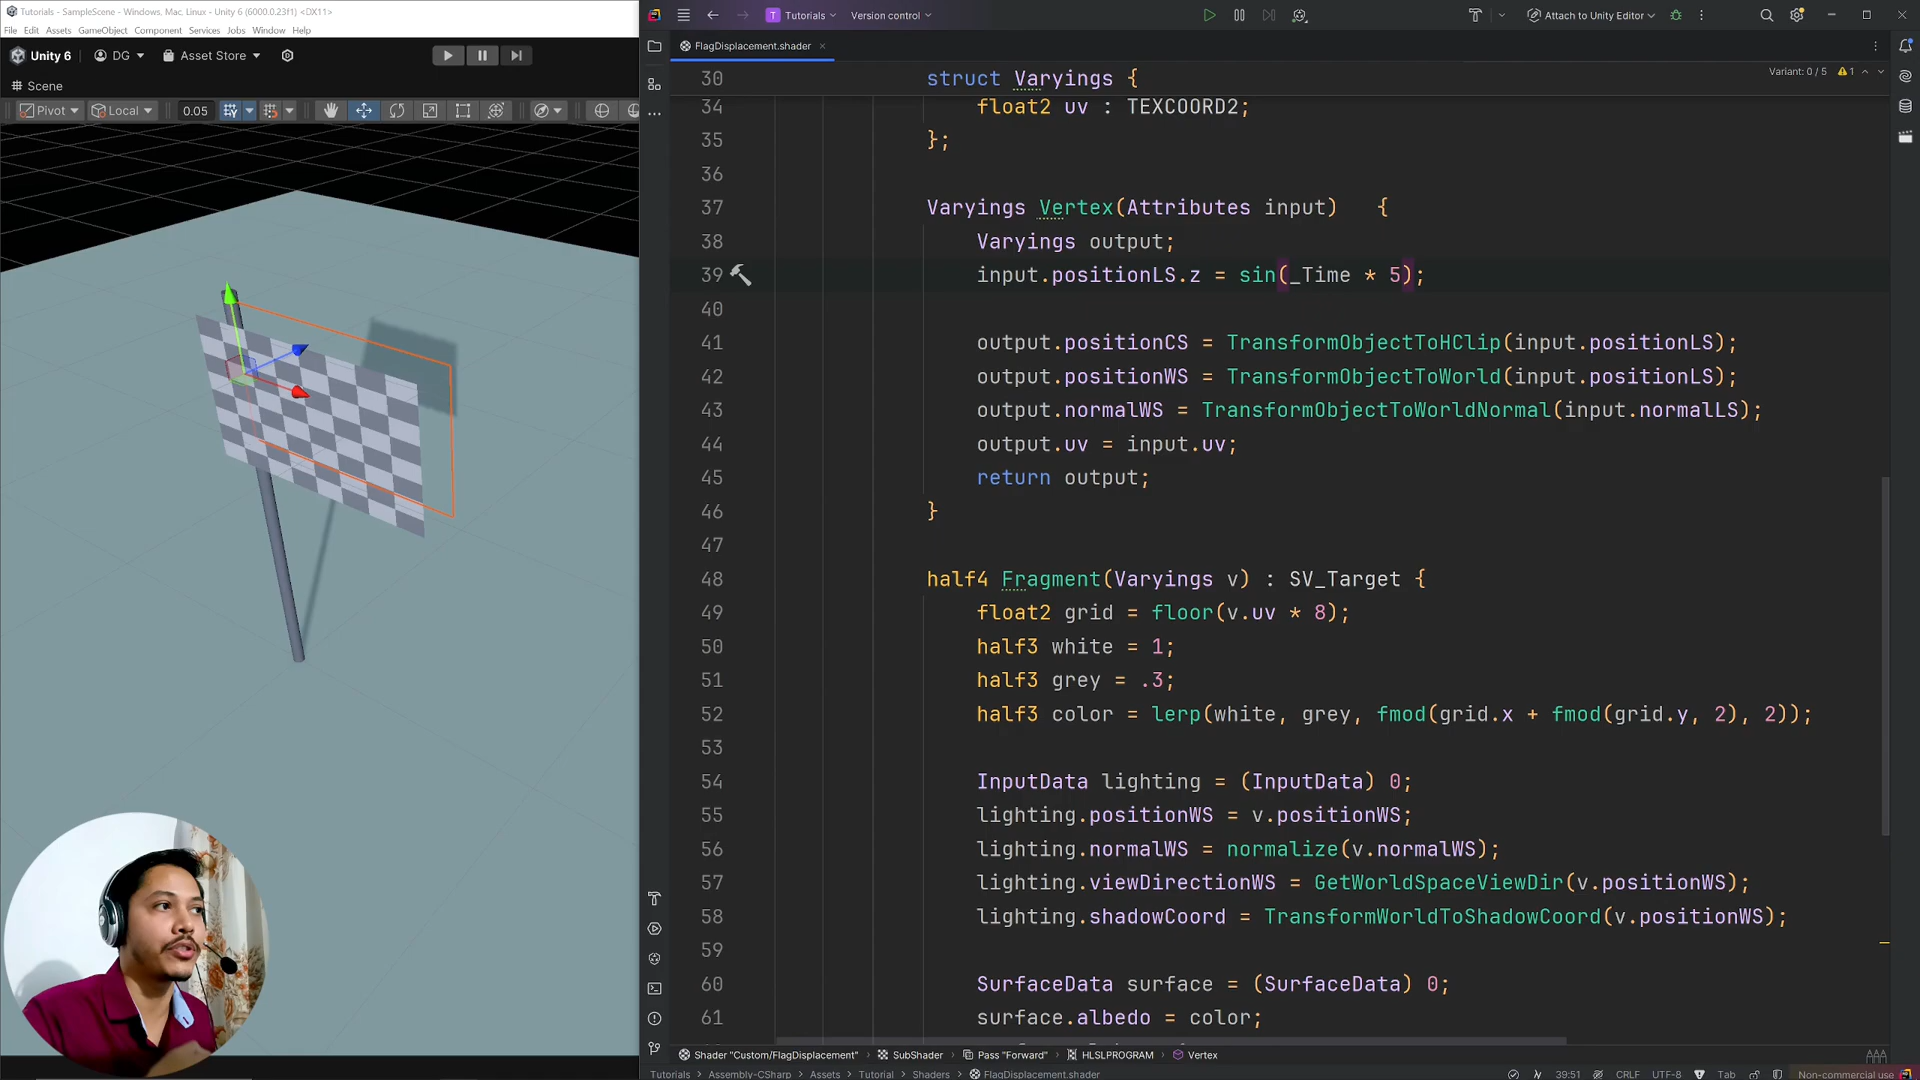 Tutorials - SampleScene - Windows, Mac, Linux - Unity 6 (6000.0.23f1) <DX11>
File Edit Assets GameObject Component Services Jobs Window Help
Unity 6 DG Asset Store
Scene
Pivot Local 0.05
Tutorials Version control Attach to Unity Editor
FlagDisplacement.shader
Variant: 0 / 5 1
30 struct Varyings {
34 float2 uv : TEXCOORD2;
35 };
36
37 Varyings Vertex(Attributes input) {
38 Varyings output;
39 input.positionLS.z = sin(_Time * 5);
40
41 output.positionCS = TransformObjectToHClip(input.positionLS);
42 output.positionWS = TransformObjectToWorld(input.positionLS);
43 output.normalWS = TransformObjectToWorldNormal(input.normalLS);
44 output.uv = input.uv;
45 return output;
46 }
47
48 half4 Fragment(Varyings v) : SV_Target {
49 float2 grid = floor(v.uv * 8);
50 half3 white = 1;
51 half3 grey = .3;
52 half3 color = lerp(white, grey, fmod(grid.x + fmod(grid.y, 2), 2));
53
54 InputData lighting = (InputData) 0;
55 lighting.positionWS = v.positionWS;
56 lighting.normalWS = normalize(v.normalWS);
57 lighting.viewDirectionWS = GetWorldSpaceViewDir(v.positionWS);
58 lighting.shadowCoord = TransformWorldToShadowCoord(v.positionWS);
59
60 SurfaceData surface = (SurfaceData) 0;
61 surface.albedo = color;
Shader "Custom/FlagDisplacement" SubShader Pass "Forward" HLSLPROGRAM Vertex
Tutorials Assembly-CSharp Assets Tutorial Shaders FlagDisplacement.shader 39:51 CRLF UTF-8 Tab Non-commercial use